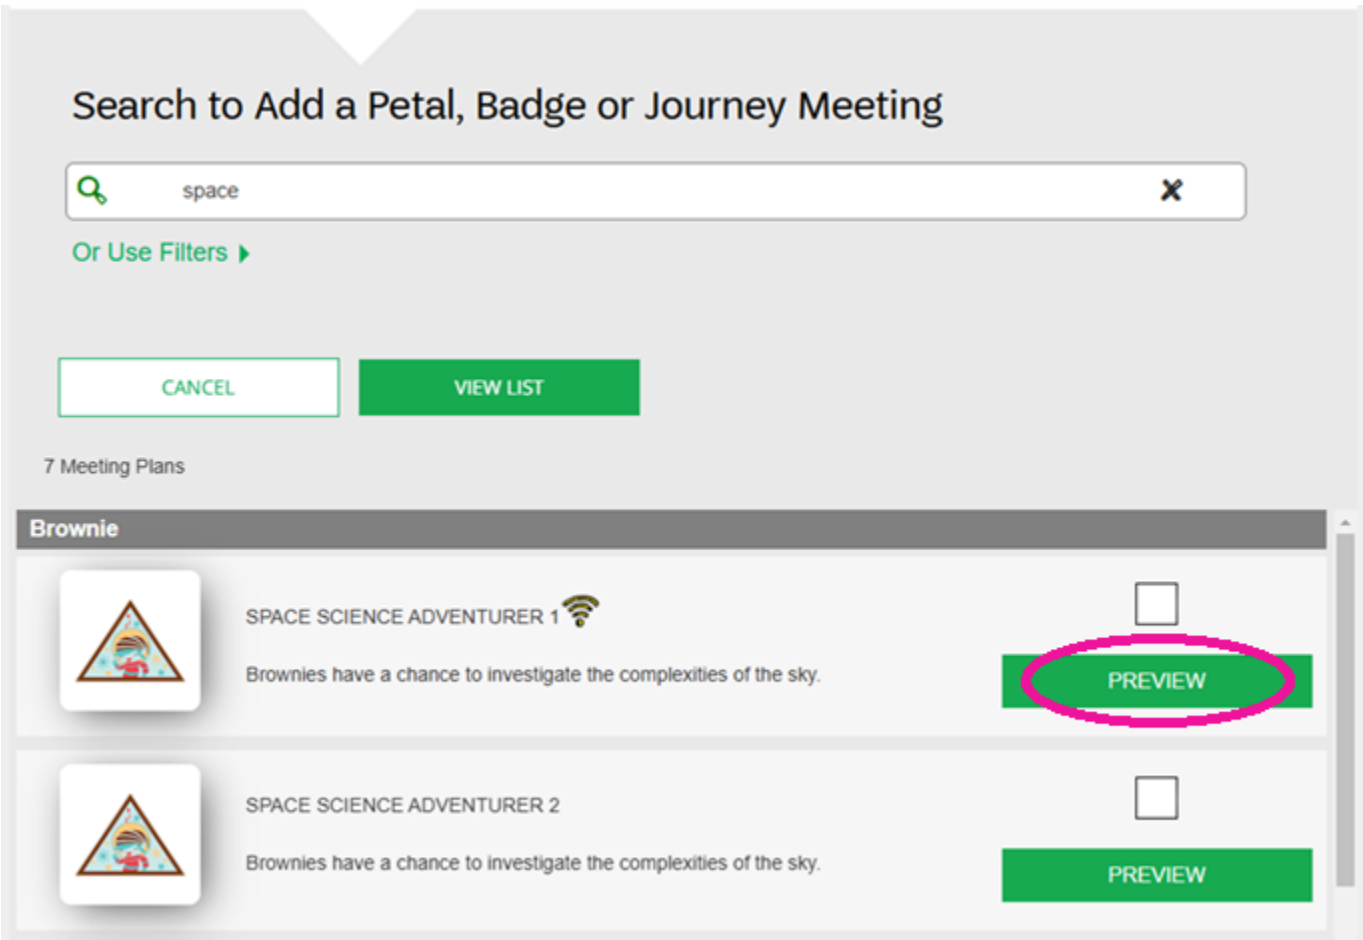 Search to Add a Petal, Badge or Journey Meeting
space
Or Use Filters
CANCEL
VIEW LIST
7 Meeting Plans
Brownie
SPACE SCIENCE ADVENTURER 1
Brownies have a chance to investigate the complexities of the sky.
PREVIEW
SPACE SCIENCE ADVENTURER 2
Brownies have a chance to investigate the complexities of the sky.
PREVIEW